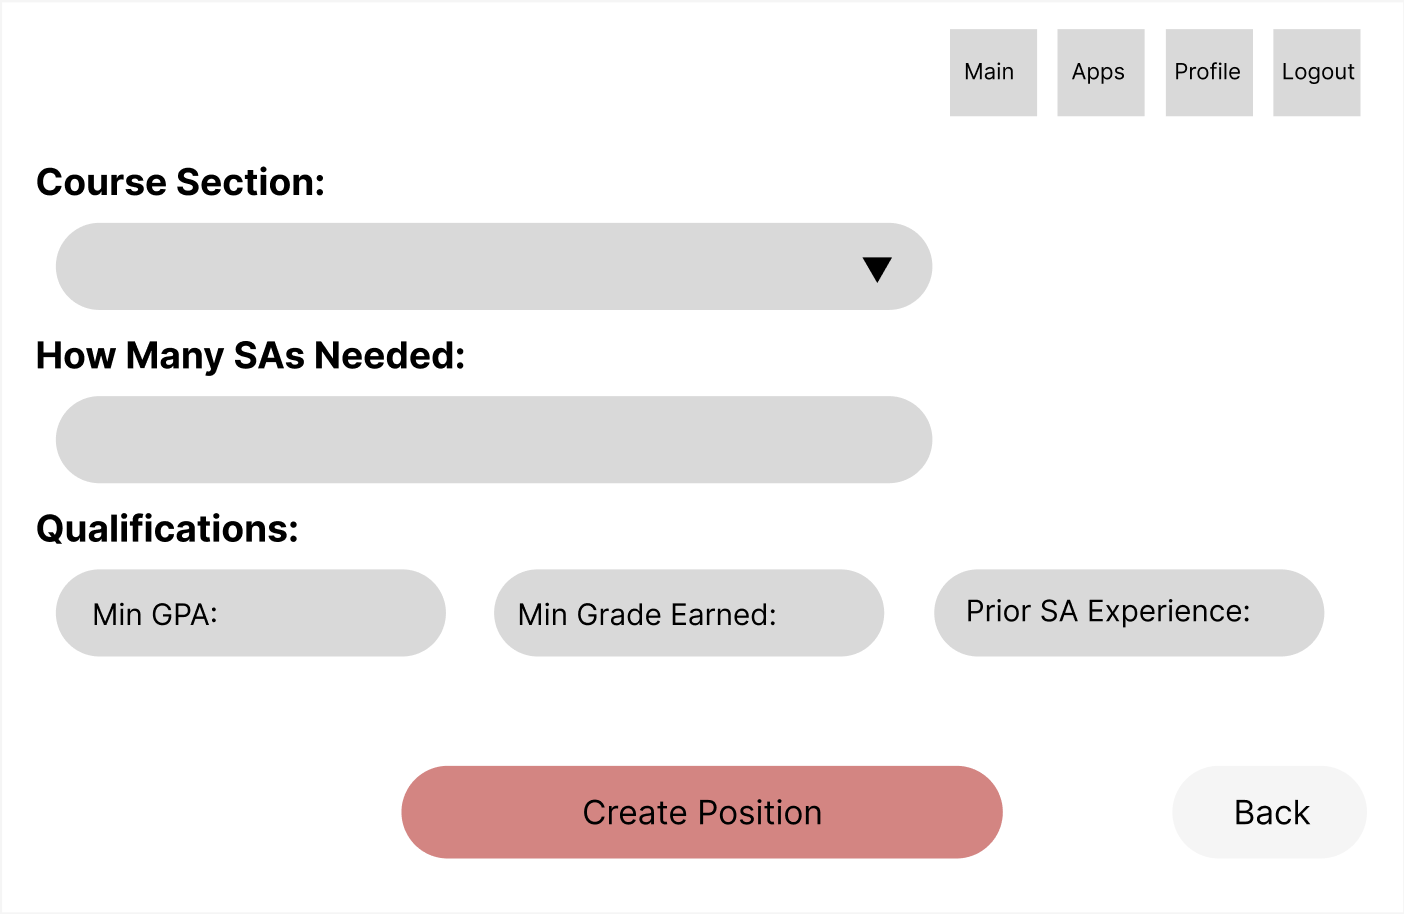 Main
Apps
Profile
Logout
Course Section:
How Many SAs Needed:
Qualifications:
Min GPA:
Min Grade Earned:
Prior SA Experience:
Create Position
Back